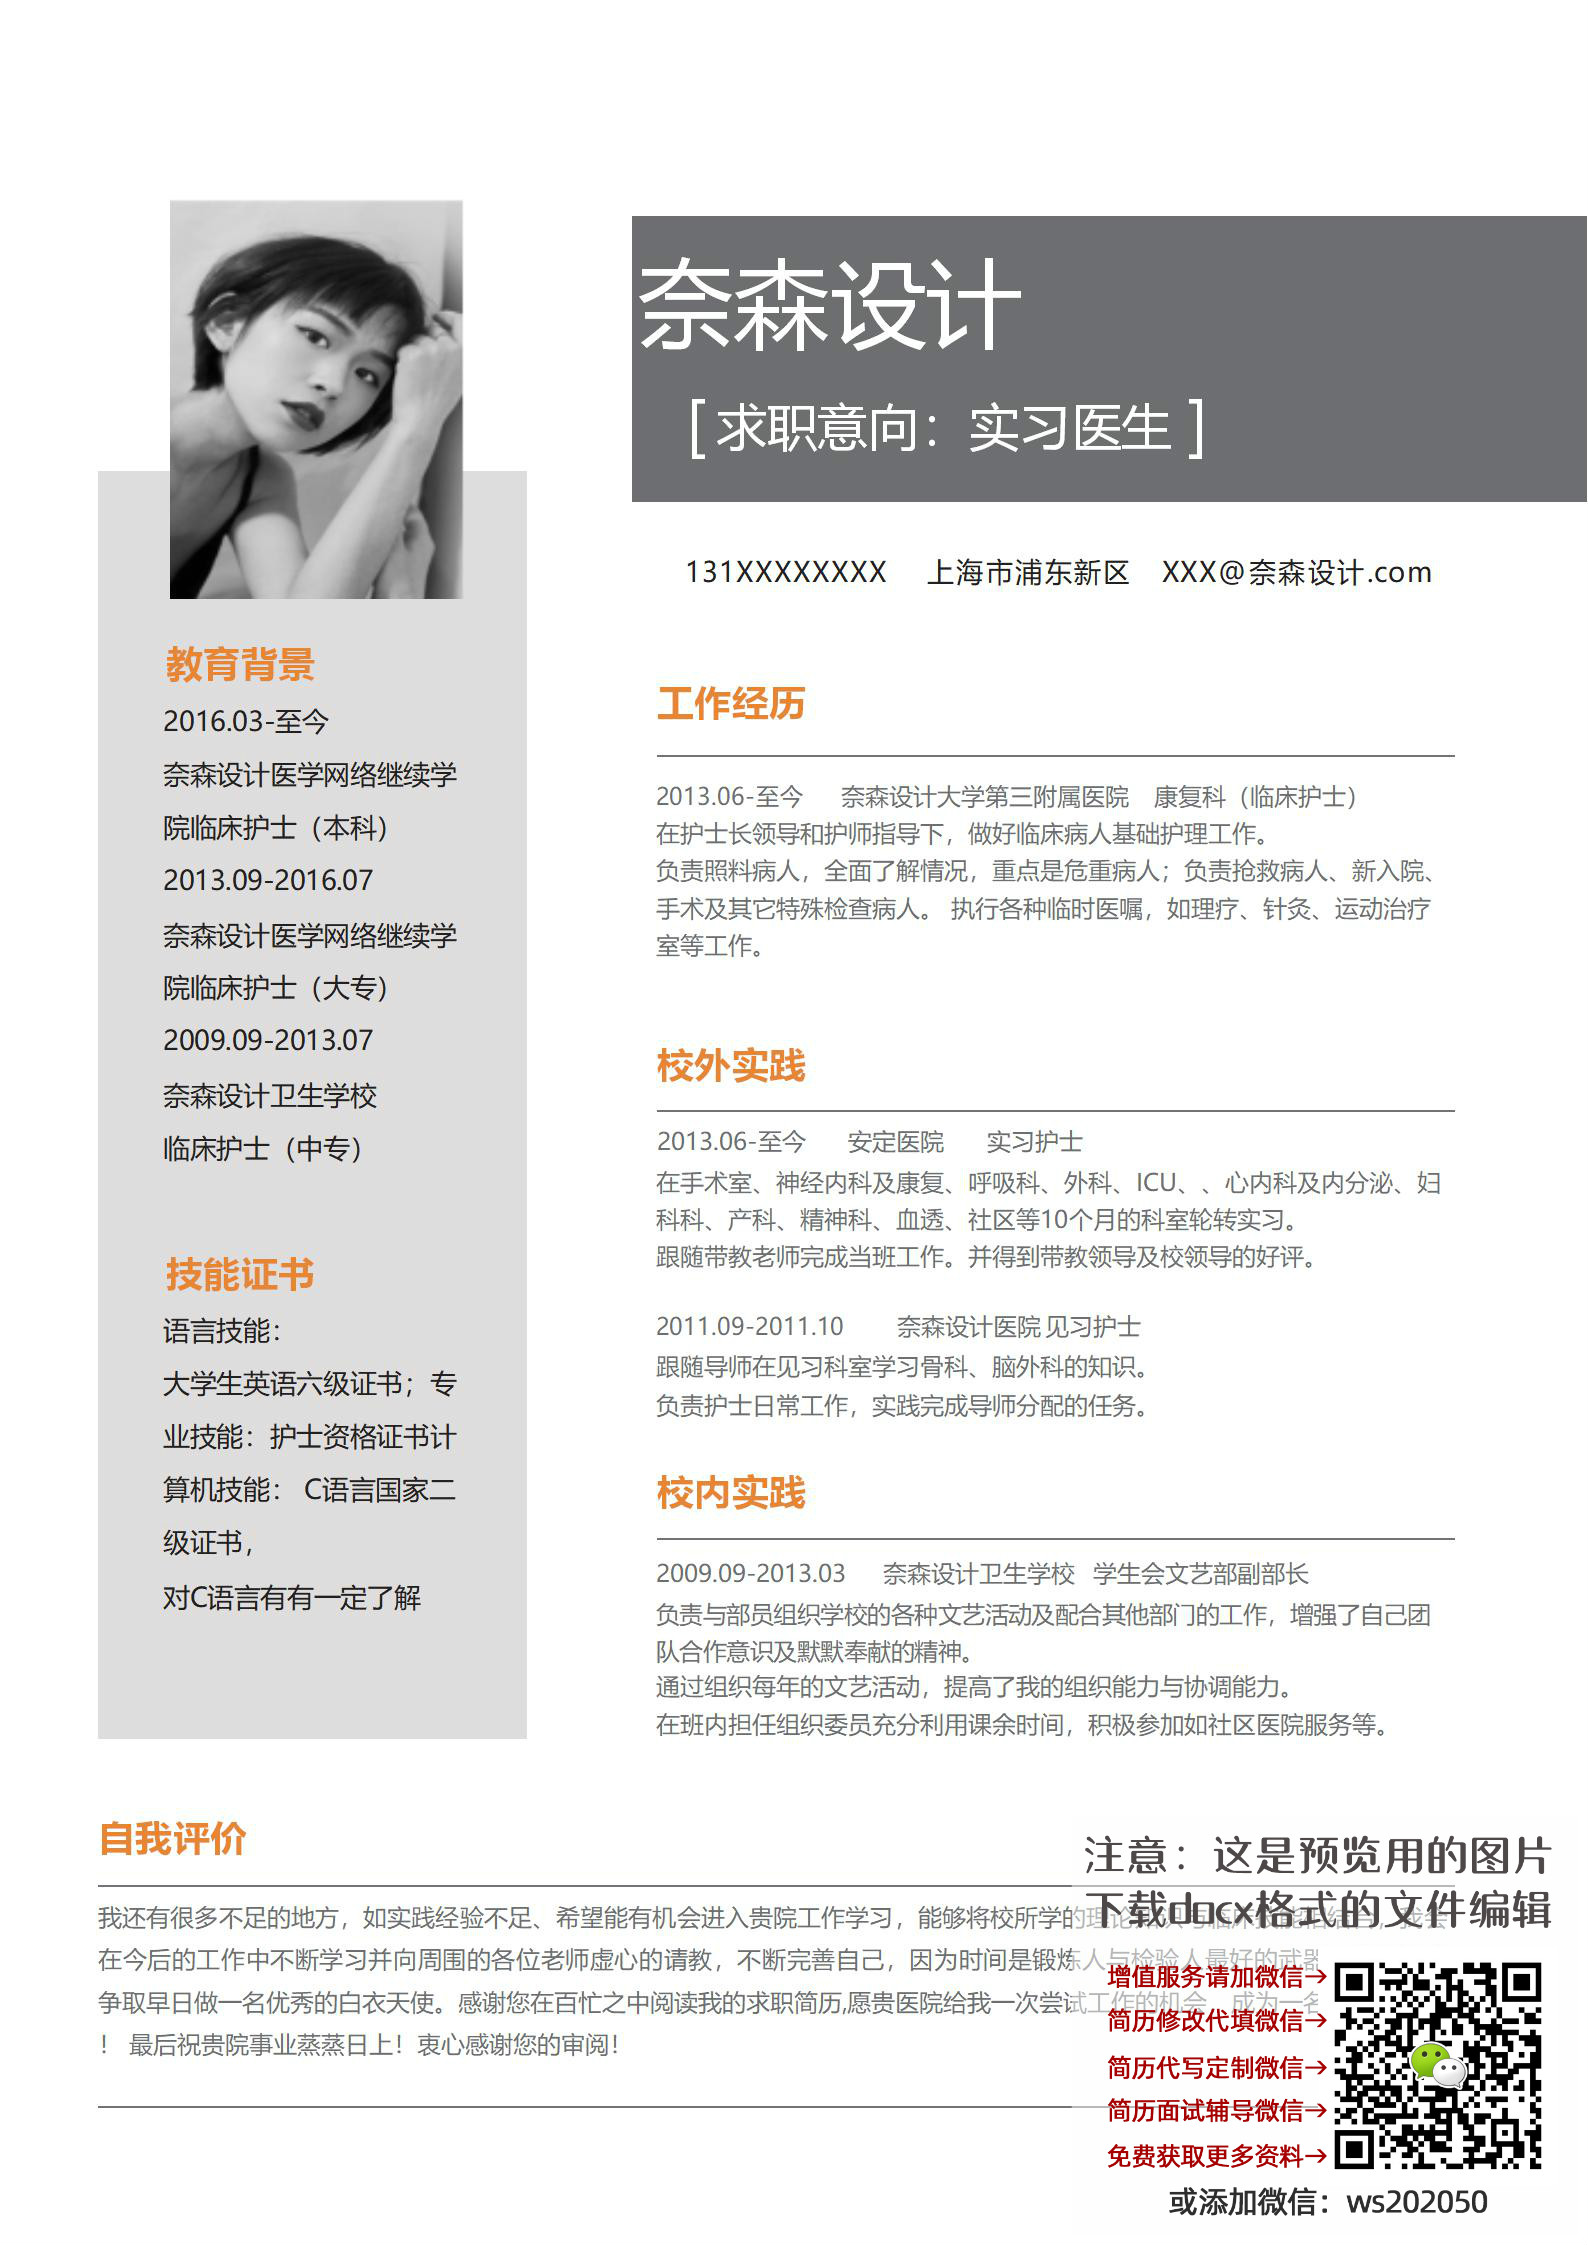 奈森设计
[ 求职意向：实习医生 ]
131XXXXXXXX 上海市浦东新区 XXX@奈森设计.com
教育背景
2016.03-至今
奈森设计医学网络继续学
院临床护士（本科）
2013.09-2016.07
奈森设计医学网络继续学
院临床护士（大专）
2009.09-2013.07
奈森设计卫生学校
临床护士（中专）
技能证书
语言技能：
大学生英语六级证书；专
业技能：护士资格证书计
算机技能： C语言国家二
级证书，
对C语言有有一定了解
工作经历
2013.06-至今 奈森设计大学第三附属医院 康复科（临床护士）
在护士长领导和护师指导下，做好临床病人基础护理工作。
负责照料病人，全面了解情况，重点是危重病人；负责抢救病人、新入院、
手术及其它特殊检查病人。 执行各种临时医嘱，如理疗、针灸、运动治疗
室等工作。
校外实践
2013.06-至今 安定医院 实习护士
在手术室、神经内科及康复、呼吸科、外科、ICU、、心内科及内分泌、妇
科科、产科、精神科、血透、社区等10个月的科室轮转实习。
跟随带教老师完成当班工作。并得到带教领导及校领导的好评。
2011.09-2011.10 奈森设计医院 见习护士
跟随导师在见习科室学习骨科、脑外科的知识。
负责护士日常工作，实践完成导师分配的任务。
校内实践
2009.09-2013.03 奈森设计卫生学校 学生会文艺部副部长
负责与部员组织学校的各种文艺活动及配合其他部门的工作，增强了自己团
队合作意识及默默奉献的精神。
通过组织每年的文艺活动，提高了我的组织能力与协调能力。
在班内担任组织委员充分利用课余时间，积极参加如社区医院服务等。
自我评价
我还有很多不足的地方，如实践经验不足、希望能有机会进入贵院工作学习，能够将校所学的理论知识与临床技能相结合，我会
在今后的工作中不断学习并向周围的各位老师虚心的请教，不断完善自己，因为时间是锻炼人与检验人最好的武器
争取早日做一名优秀的白衣天使。感谢您在百忙之中阅读我的求职简历,愿贵医院给我一次尝试工作的机会，成为一名
！ 最后祝贵院事业蒸蒸日上！衷心感谢您的审阅！
注意：这是预览用的图片
下载docx格式的文件编辑
增值服务请加微信→
简历修改代填微信→
简历代写定制微信→
简历面试辅导微信→
免费获取更多资料→
或添加微信：ws202050